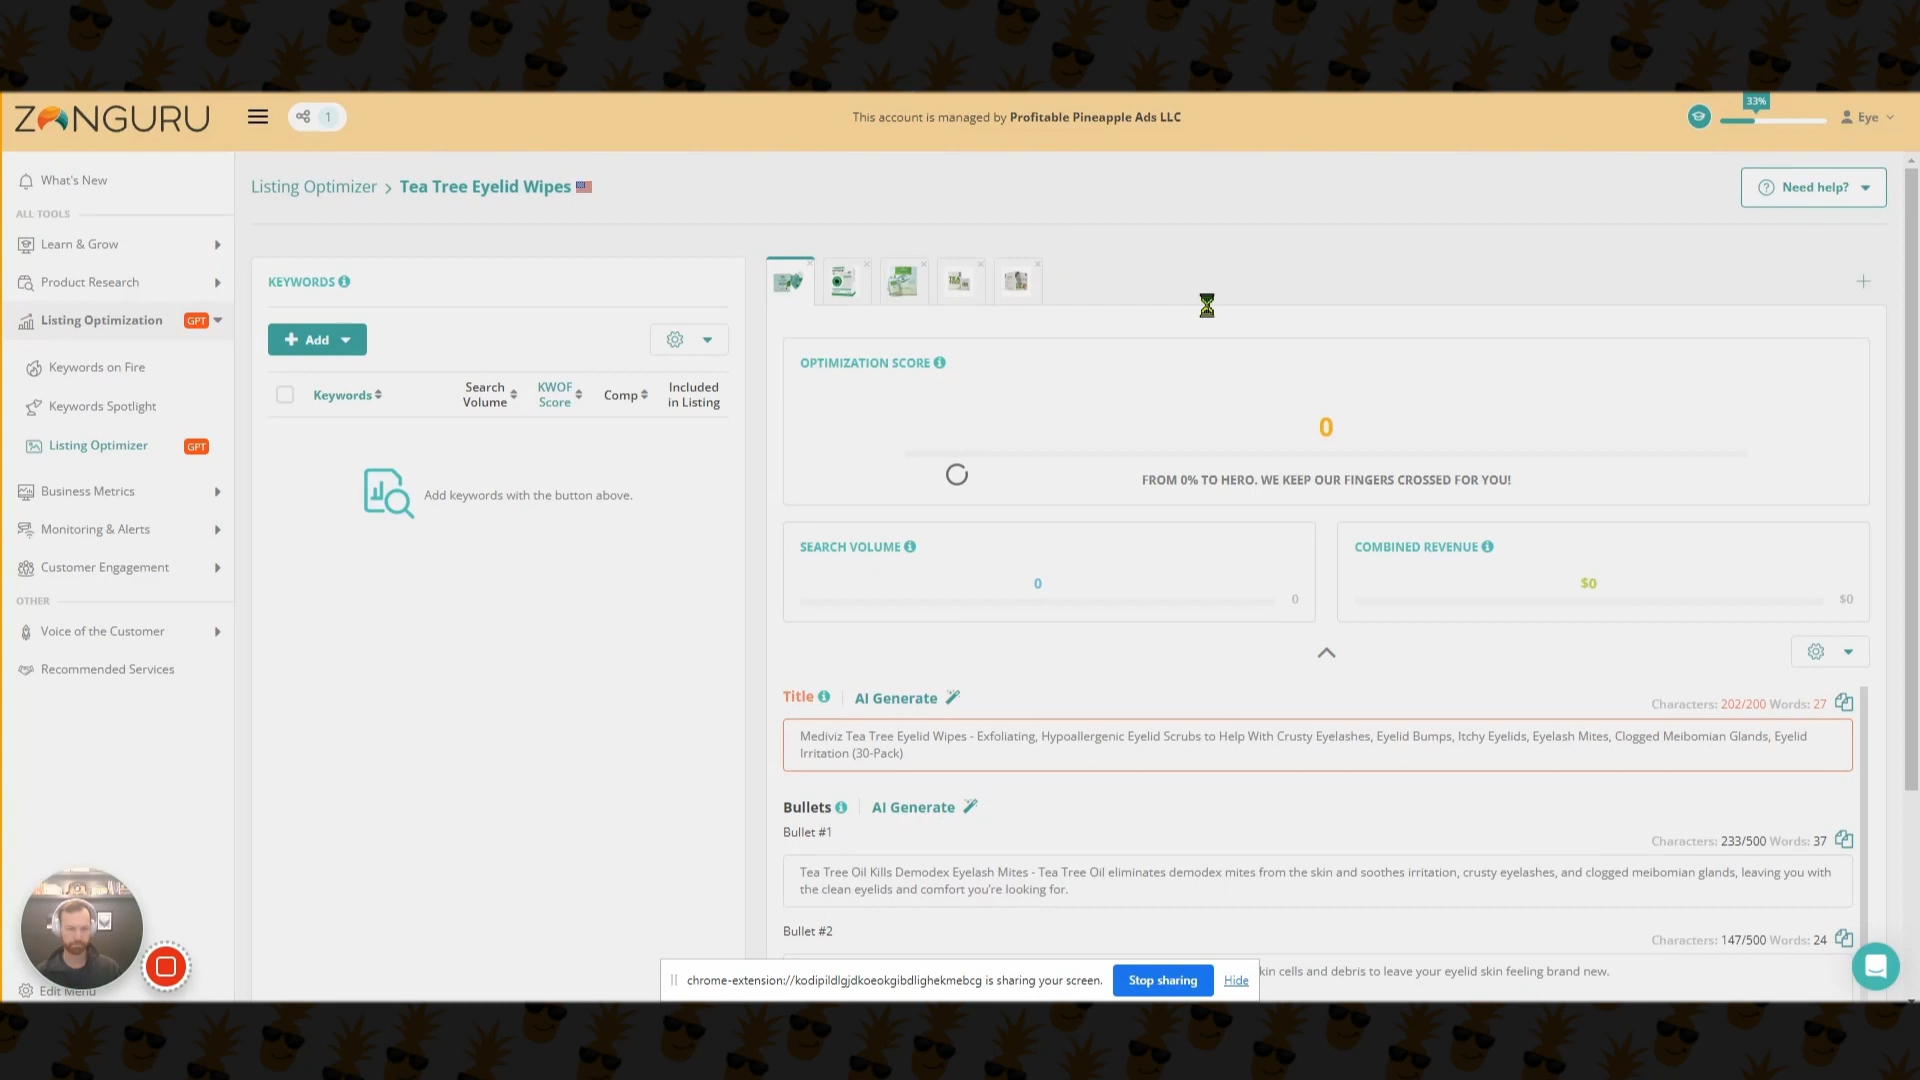 ZONGURU
1
This account is managed by Profitable Pineapple Ads LLC
33%
Eye
What's New
ALL TOOLS
Learn & Grow
Product Research
Listing Optimization GPT
Keywords on Fire
Keywords Spotlight
Listing Optimizer GPT
Business Metrics
Monitoring & Alerts
Customer Engagement
OTHER
Voice of the Customer
Recommended Services
Edit Menu
Listing Optimizer > Tea Tree Eyelid Wipes
Need help?
KEYWORDS
Add
Keywords
Search Volume
KWOF Score
Comp
Included in Listing
Add keywords with the button above.
OPTIMIZATION SCORE
0
FROM 0% TO HERO. WE KEEP OUR FINGERS CROSSED FOR YOU!
SEARCH VOLUME
0
0
COMBINED REVENUE
$0
$0
Title AI Generate
Characters: 202/200 Words: 27
Mediviz Tea Tree Eyelid Wipes - Exfoliating, Hypoallergenic Eyelid Scrubs to Help With Crusty Eyelashes, Eyelid Bumps, Itchy Eyelids, Eyelash Mites, Clogged Meibomian Glands, Eyelid
Irritation (30-Pack)
Bullets AI Generate
Bullet #1
Characters: 233/500 Words: 37
Tea Tree Oil Kills Demodex Eyelash Mites - Tea Tree Oil eliminates demodex mites from the skin and soothes irritation, crusty eyelashes, and clogged meibomian glands, leaving you with
the clean eyelids and comfort you're looking for.
Bullet #2
Characters: 147/500 Words: 24
kin cells and debris to leave your eyelid skin feeling brand new.
chrome-extension://kodipildlgjdkoeokgibdlighekmebcg is sharing your screen.
Stop sharing
Hide